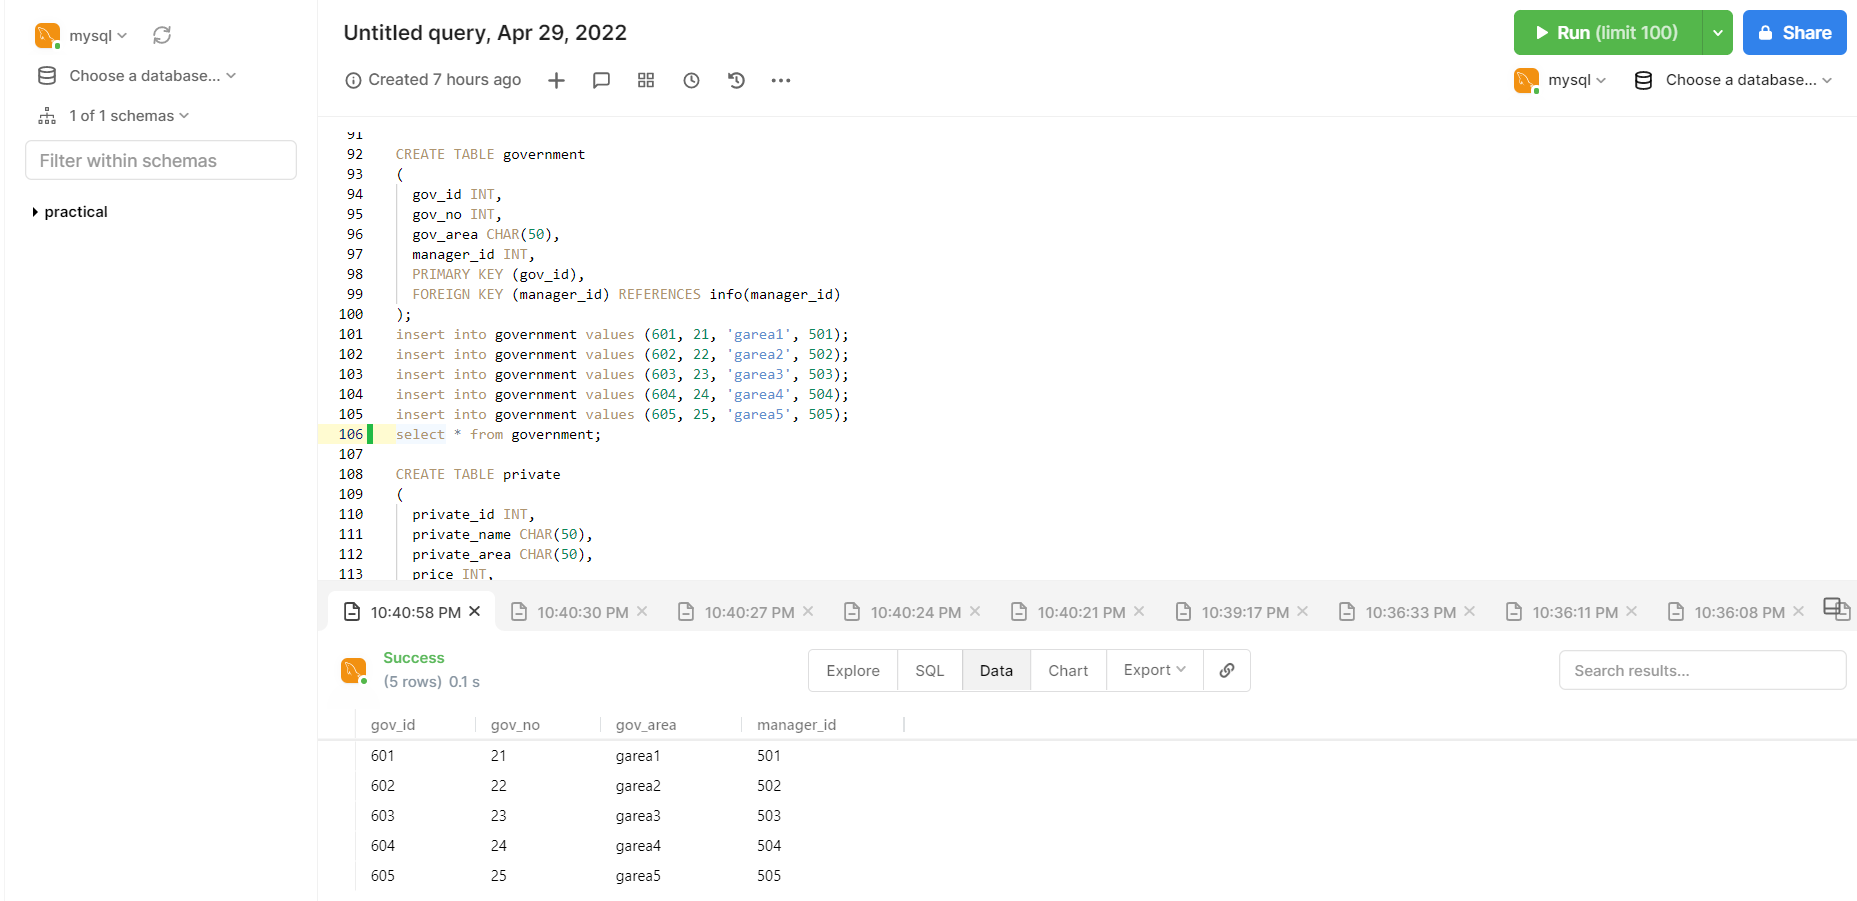 mysql
Choose a database...
1 of 1 schemas
Filter within schemas
practical
Untitled query, Apr 29, 2022
Created 7 hours ago
Run (limit 100)
Share
mysql
Choose a database...
91
92 CREATE TABLE government
93 (
94 gov_id INT,
95 gov_no INT,
96 gov_area CHAR(50),
97 manager_id INT,
98 PRIMARY KEY (gov_id),
99 FOREIGN KEY (manager_id) REFERENCES info(manager_id)
100 );
101 insert into government values (601, 21, 'garea1', 501);
102 insert into government values (602, 22, 'garea2', 502);
103 insert into government values (603, 23, 'garea3', 503);
104 insert into government values (604, 24, 'garea4', 504);
105 insert into government values (605, 25, 'garea5', 505);
106 select * from government;
107
108 CREATE TABLE private
109 (
110 private_id INT,
111 private_name CHAR(50),
112 private_area CHAR(50),
113 price INT,
10:40:58 PM 10:40:30 PM 10:40:27 PM 10:40:24 PM 10:40:21 PM 10:39:17 PM 10:36:33 PM 10:36:11 PM 10:36:08 PM
Success
(5 rows) 0.1 s
Explore SQL Data Chart Export
Search results...
gov_id gov_no gov_area manager_id
601 21 garea1 501
602 22 garea2 502
603 23 garea3 503
604 24 garea4 504
605 25 garea5 505